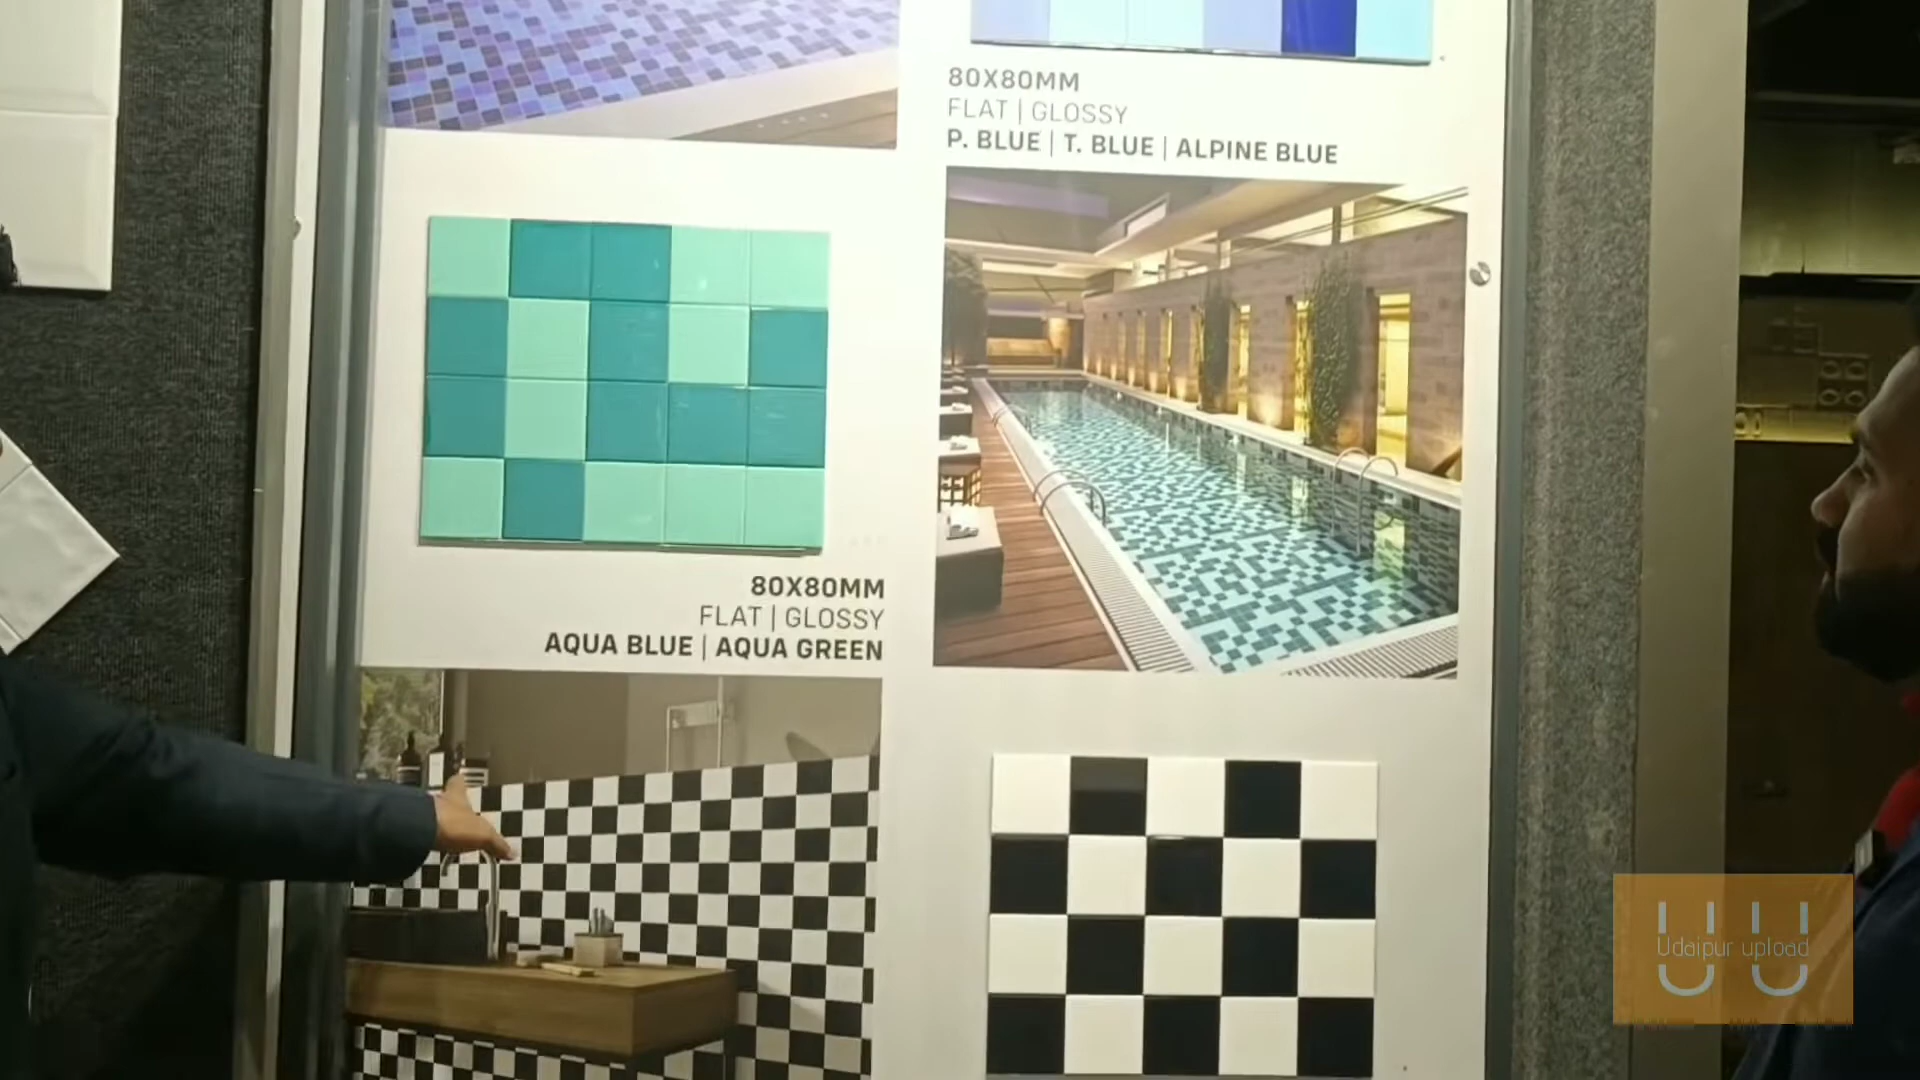 80X80MM
FLAT | GLOSSY
P. BLUE | T. BLUE | ALPINE BLUE
80X80MM
FLAT | GLOSSY
AQUA BLUE | AQUA GREEN
Udaipur upload